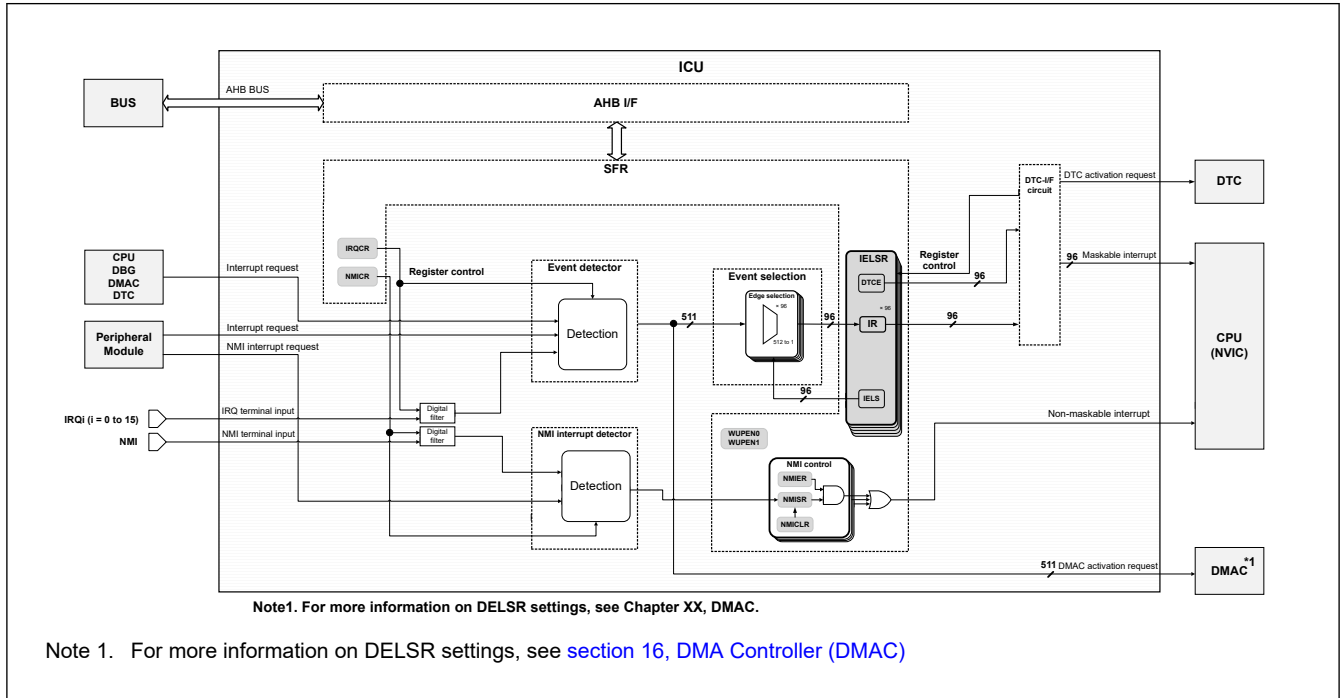 ICU
BUS
AHB BUS
AHB I/F
SFR
DTC-I/F
circuit
DTC activation request
DTC
IRQCR
NMICR
Register control
CPU
DBG
DMAC
DTC
Interrupt request
Event detector
Detection
511
Event selection
Edge selection
= 96
512 to 1
96
IELSR
DTCE
= 96
IR
IELS
Register
control
96
96
96
96 Maskable interrupt
CPU
(NVIC)
Peripheral
Module
Interrupt request
NMI interrupt request
IRQi (i = 0 to 15)
IRQ terminal input
Digital
filter
NMI
NMI terminal input
Digital
filter
NMI interrupt detector
Detection
WUPEN0
WUPEN1
NMI control
NMIER
NMISR
NMICLR
Non-maskable interrupt
511 DMAC activation request
DMAC*1
Note1. For more information on DELSR settings, see Chapter XX, DMAC.
Note 1. For more information on DELSR settings, see section 16, DMA Controller (DMAC)